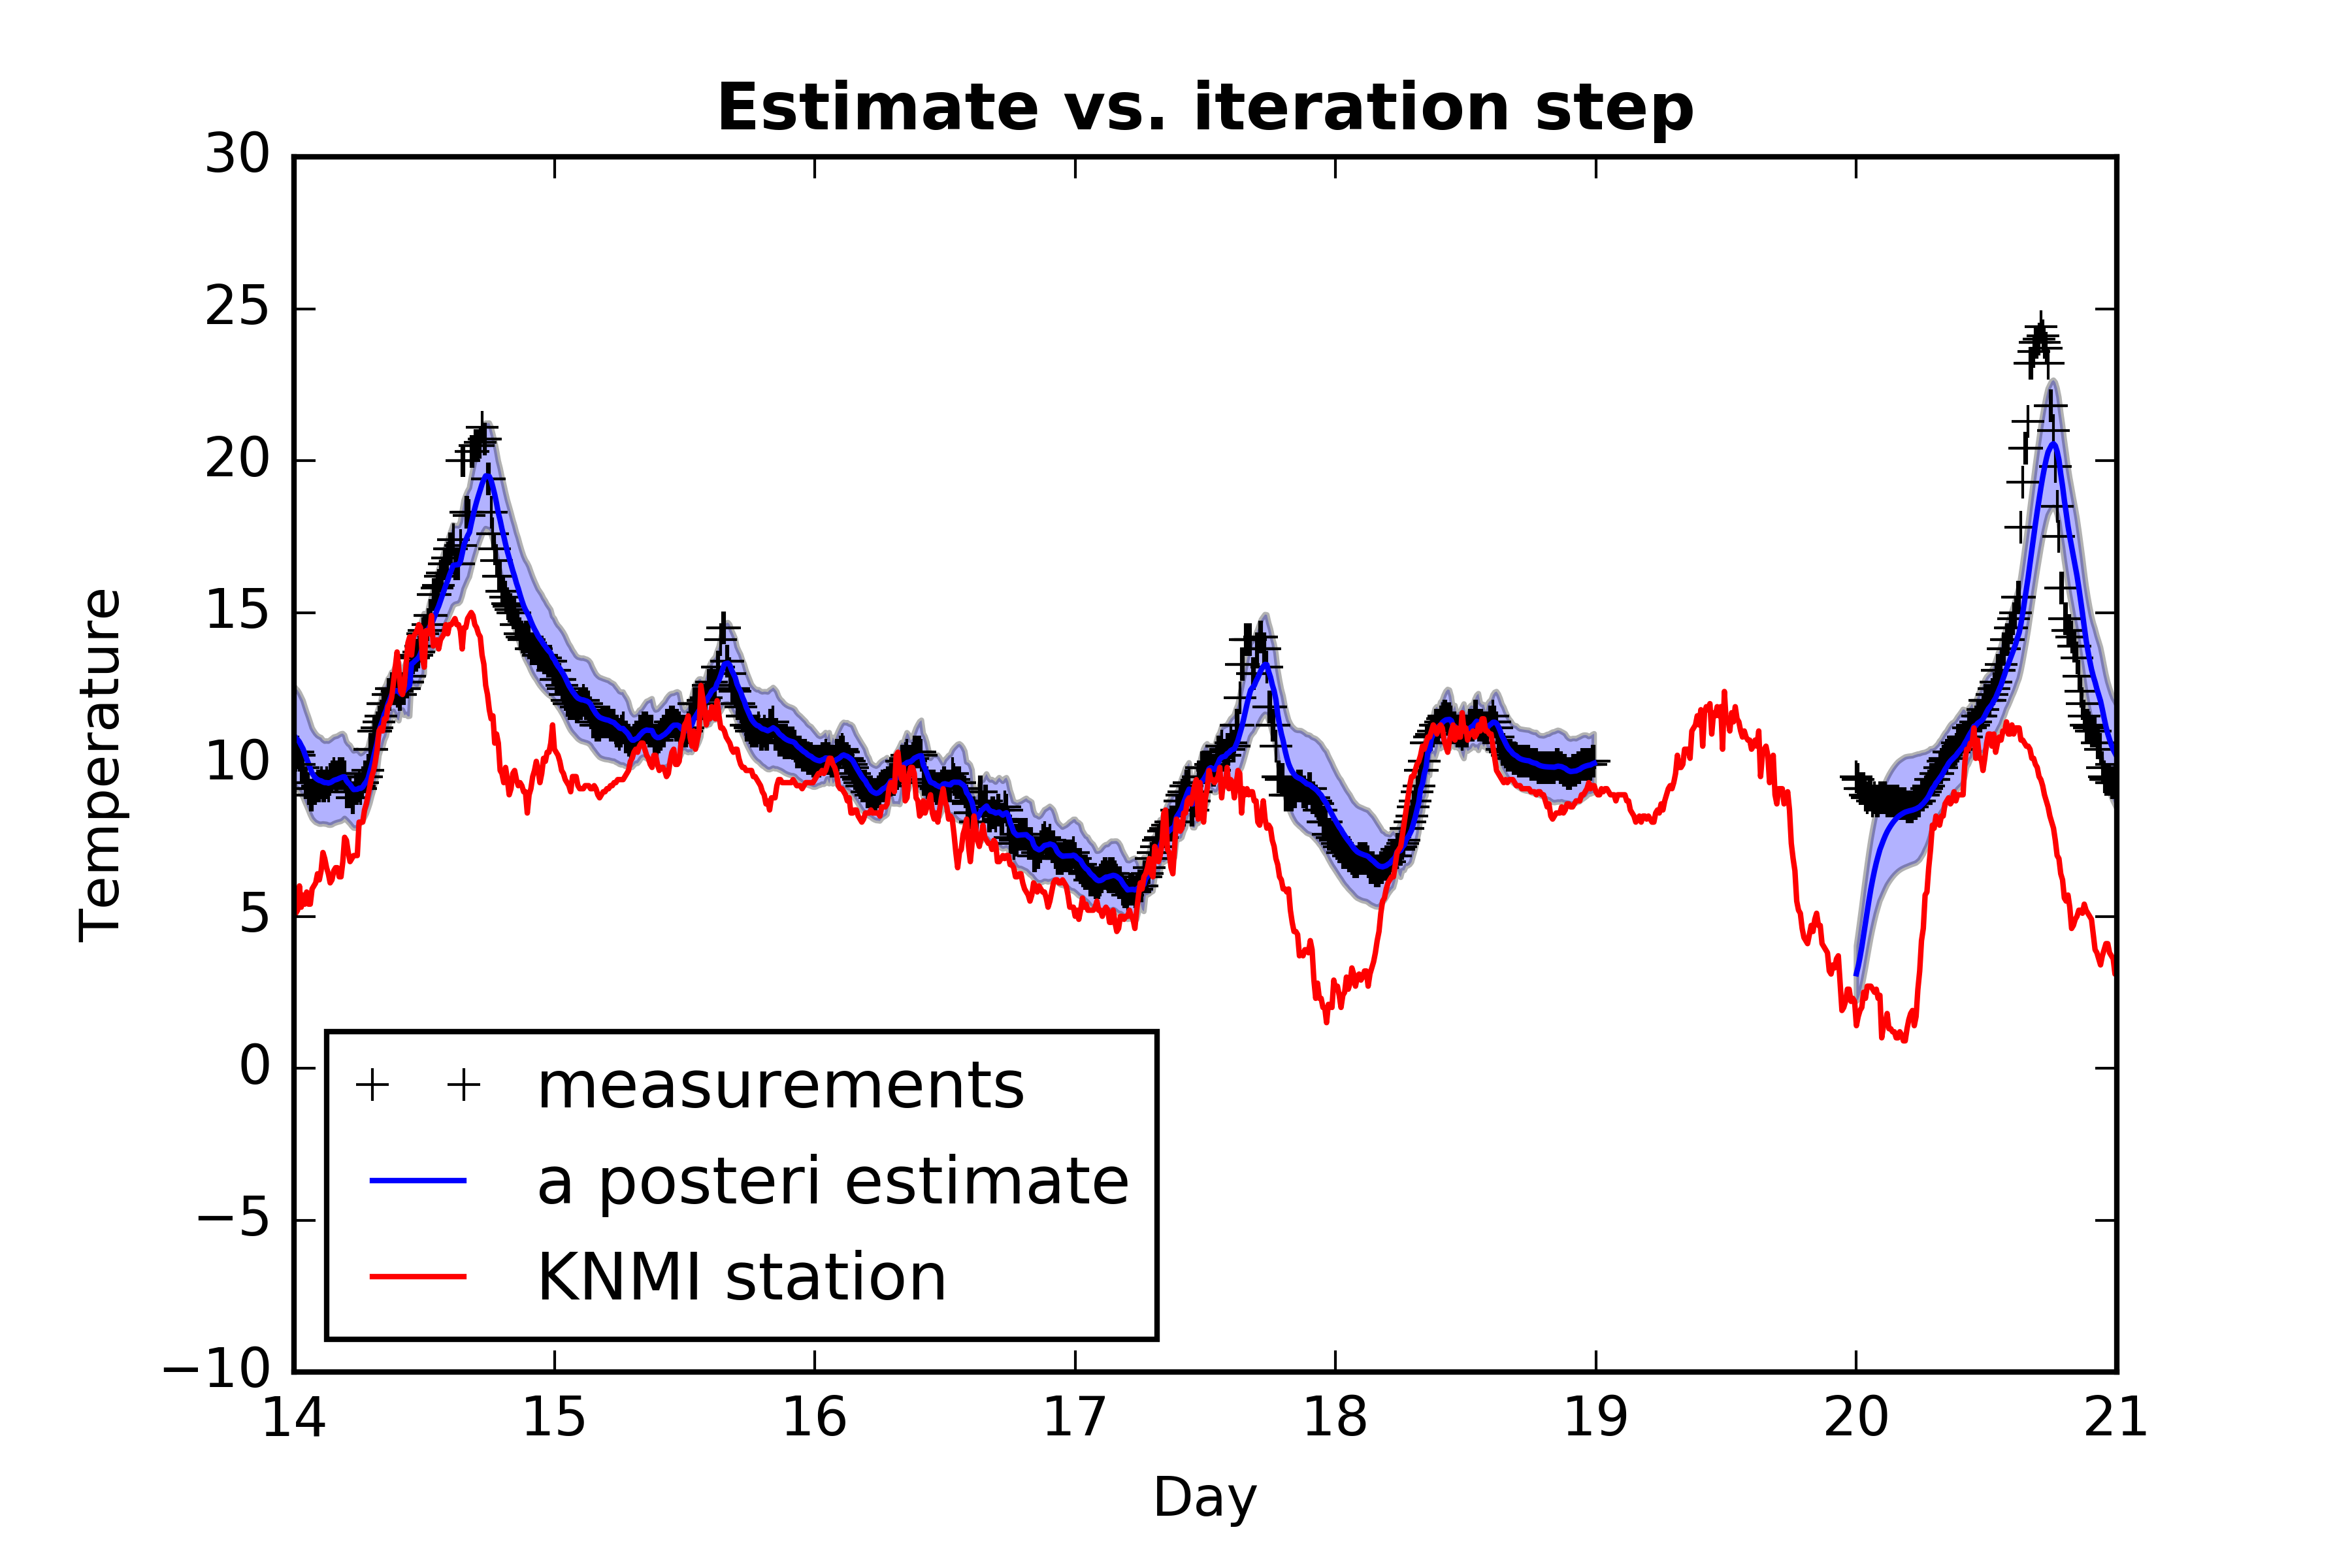 Estimate vs. iteration step
30
25
20
15
10
5
0
−5
−10
Temperature
measurements
a posteri estimate
KNMI station
14 15 16 17 18 19 20 21
Day